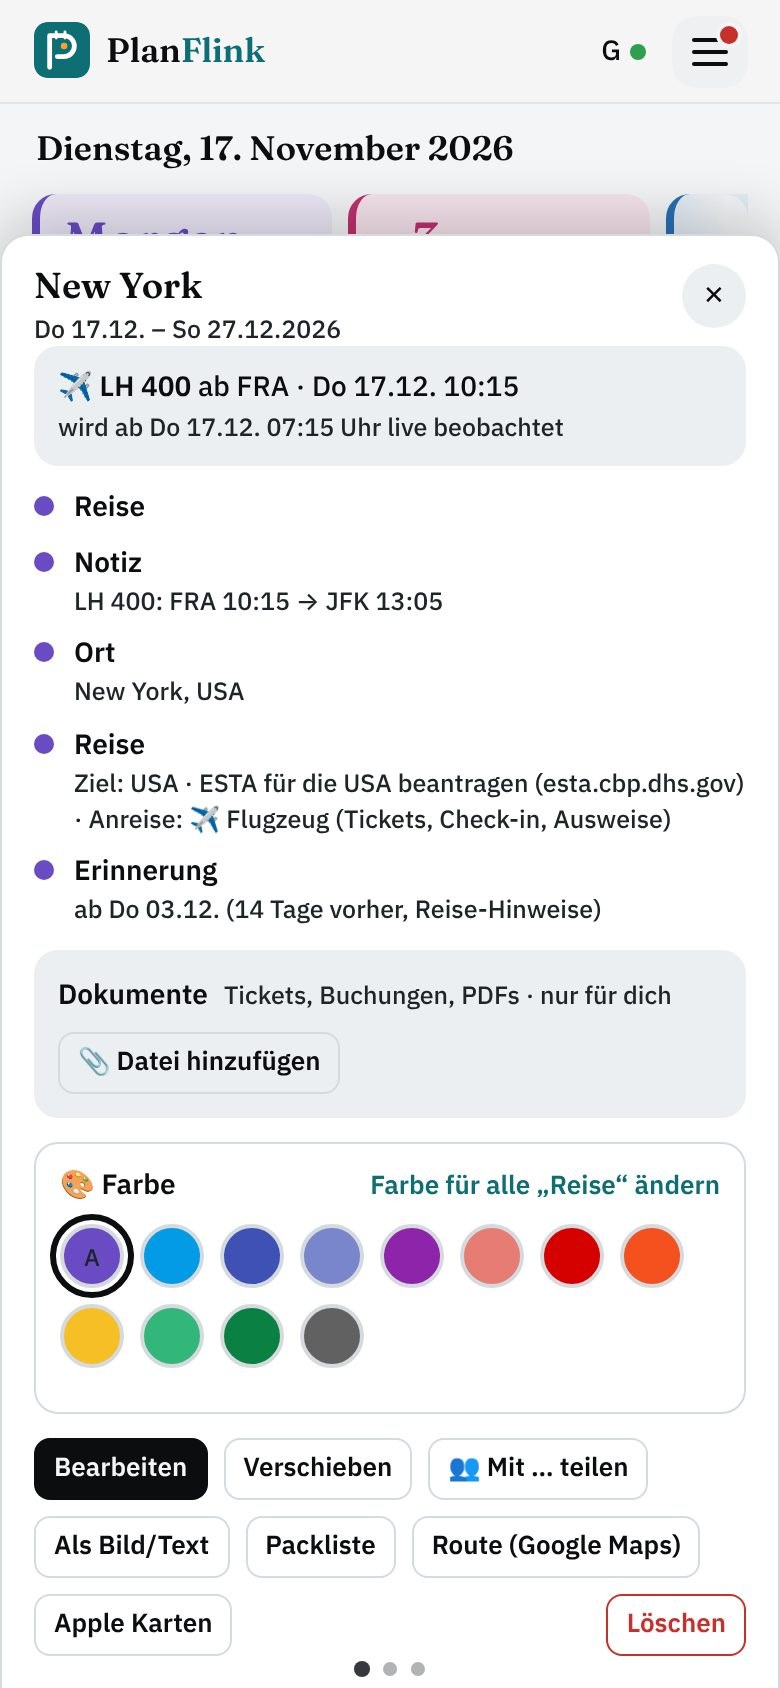 PlanFlink
G
Dienstag, 17. November 2026
Morgen
New York
×
Do 17.12. – So 27.12.2026
✈️ LH 400 ab FRA · Do 17.12. 10:15
wird ab Do 17.12. 07:15 Uhr live beobachtet
Reise
Notiz
LH 400: FRA 10:15 → JFK 13:05
Ort
New York, USA
Reise
Ziel: USA · ESTA für die USA beantragen (esta.cbp.dhs.gov)
· Anreise: ✈️ Flugzeug (Tickets, Check-in, Ausweise)
Erinnerung
ab Do 03.12. (14 Tage vorher, Reise-Hinweise)
Dokumente Tickets, Buchungen, PDFs · nur für dich
📎 Datei hinzufügen
🎨 Farbe Farbe für alle „Reise“ ändern
A
Bearbeiten Verschieben 👥 Mit ... teilen
Als Bild/Text Packliste Route (Google Maps)
Apple Karten Löschen